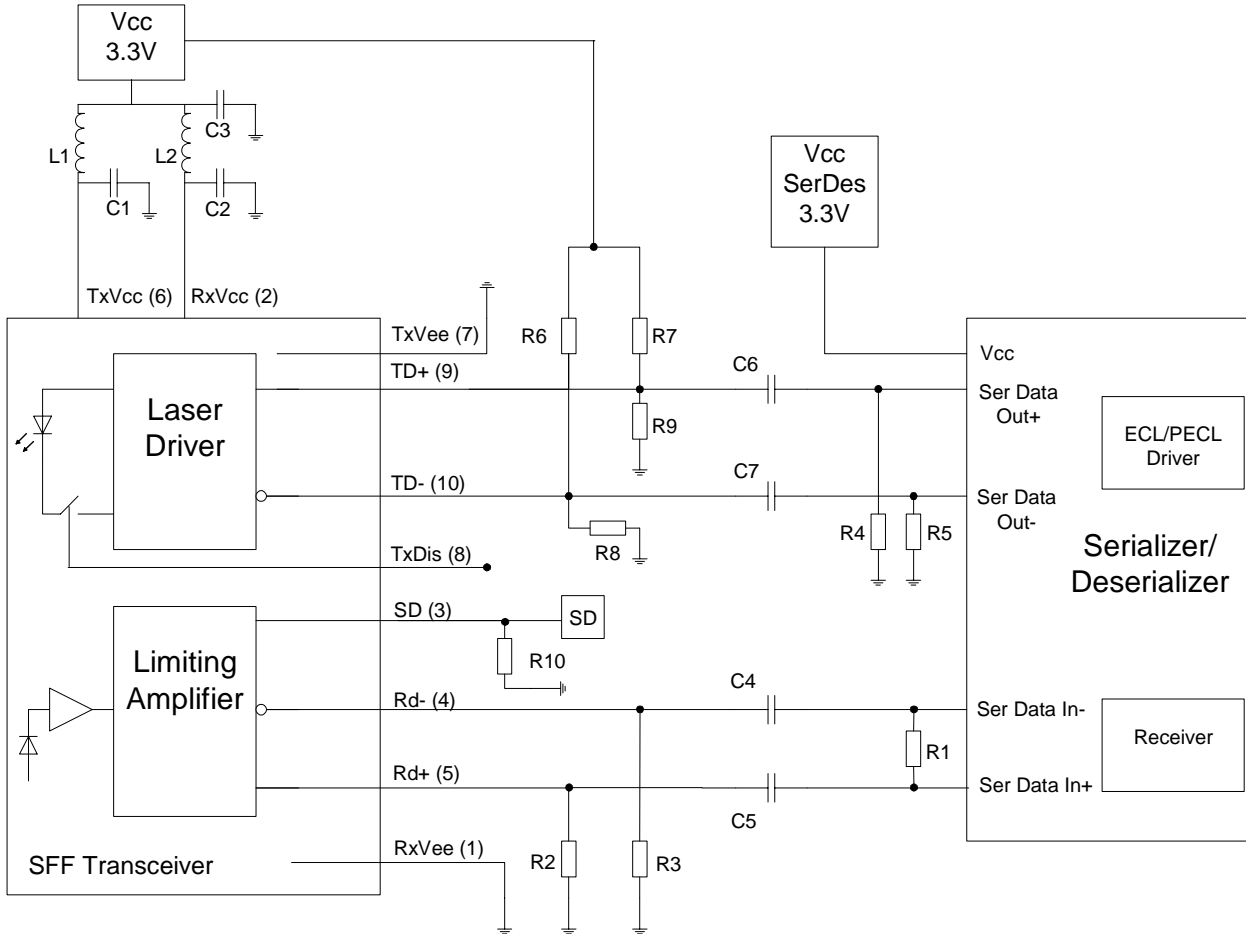 Vcc
3.3V
C3
L1
L2
C1
C2
Vcc
SerDes
3.3V
TxVcc (6)
RxVcc (2)
TxVee (7)
R6
R7
Vcc
TD+ (9)
C6
Ser Data
Out+
Laser
Driver
R9
ECL/PECL
Driver
TD- (10)
C7
Ser Data
Out-
R4
R5
R8
TxDis (8)
Serializer/
Deserializer
SD (3)
SD
R10
Limiting
Amplifier
Rd- (4)
C4
Ser Data In-
R1
Receiver
Rd+ (5)
C5
Ser Data In+
RxVee (1)
R2
R3
SFF Transceiver